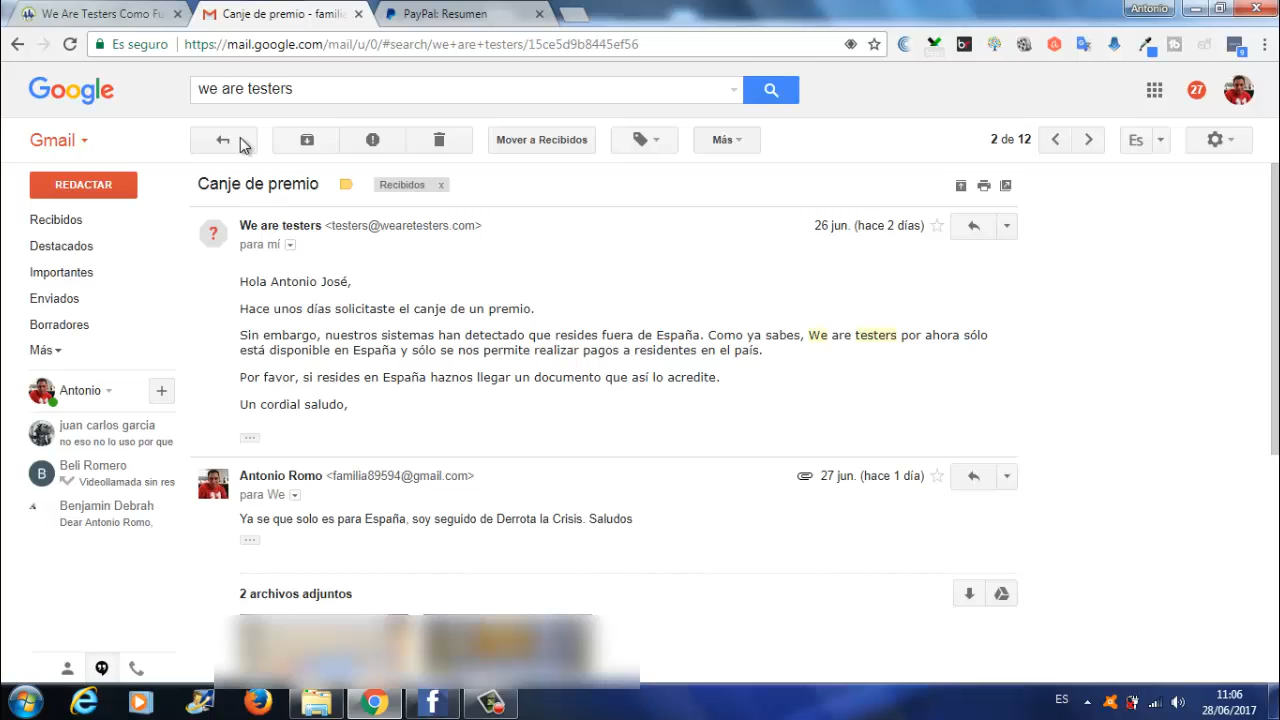 We Are Testers Como Fu
Canje de premio - familia
PayPal: Resumen
Antonio
Es seguro
https://mail.google.com/mail/u/0/#search/we+are+testers/15ce5d9b8445ef56
9
Google
we are testers
27
Gmail
Mover a Recibidos
Más
2 de 12
Es
REDACTAR
Canje de premio
Recibidos x
Recibidos
Destacados
Importantes
Enviados
Borradores
Más
Antonio
juan carlos garcia
no eso no lo uso por que
B
Beli Romero
Videollamada sin res
Benjamin Debrah
Dear Antonio Romo,
?
We are testers <testers@wearetesters.com>
26 jun. (hace 2 días)
para mí
Hola Antonio José,
Hace unos días solicitaste el canje de un premio.
Sin embargo, nuestros sistemas han detectado que resides fuera de España. Como ya sabes, We are testers por ahora sólo
está disponible en España y sólo se nos permite realizar pagos a residentes en el país.
Por favor, si resides en España haznos llegar un documento que así lo acredite.
Un cordial saludo,
...
Antonio Romo <familia89594@gmail.com>
27 jun. (hace 1 día)
para We
Ya se que solo es para España, soy seguido de Derrota la Crisis. Saludos
...
2 archivos adjuntos
ES
11:06
28/06/2017